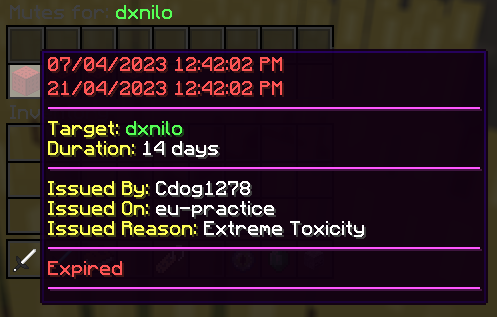 Mutes for: dxnilo
07/04/2023 12:42:02 PM
21/04/2023 12:42:02 PM
Target: dxnilo
Duration: 14 days
Issued By: Cdog1278
Issued On: eu-practice
Issued Reason: Extreme Toxicity
Expired